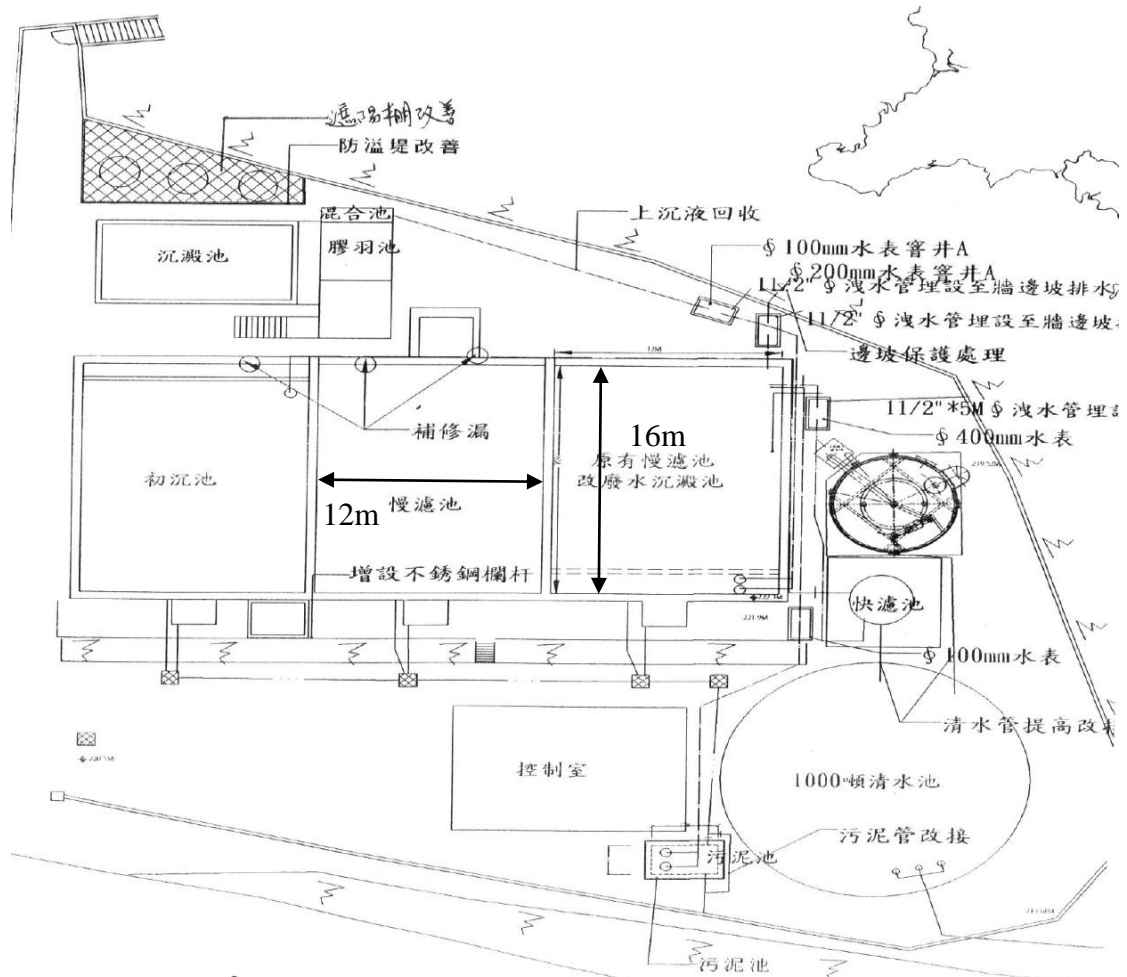 遮陽棚改善
防溢堤改善
混合池
上沉液回收
沉澱池
膠羽池
∮100mm水表窨井A
∮200mm水表窨井A
11/2"∮洩水管理設至牆邊坡排水
11/2"∮洩水管理設至牆邊坡
邊坡保護處理
12M
11/2"*5M∮洩水管理
∮400mm水表
補修漏
16m
原有慢濾池
改廢水沉澱池
初沉池
慢濾池
12m
增設不銹鋼欄杆
快濾池
221.9M
∮100mm水表
清水管提高改
控制室
1000噸清水池
污泥管改接
污泥池
污泥池